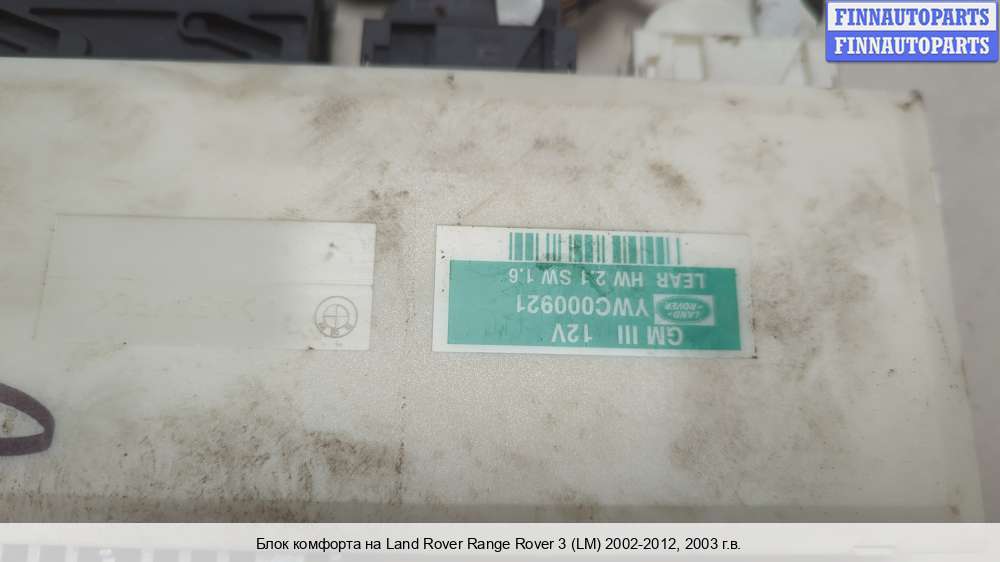 FINNAUTOPARTS
FINNAUTOPARTS
GM III 12V
LAND-
-ROVER
YWC000921
LEAR HW 2.1 SW 1.6
Блок комфорта на Land Rover Range Rover 3 (LM) 2002-2012, 2003 г.в.